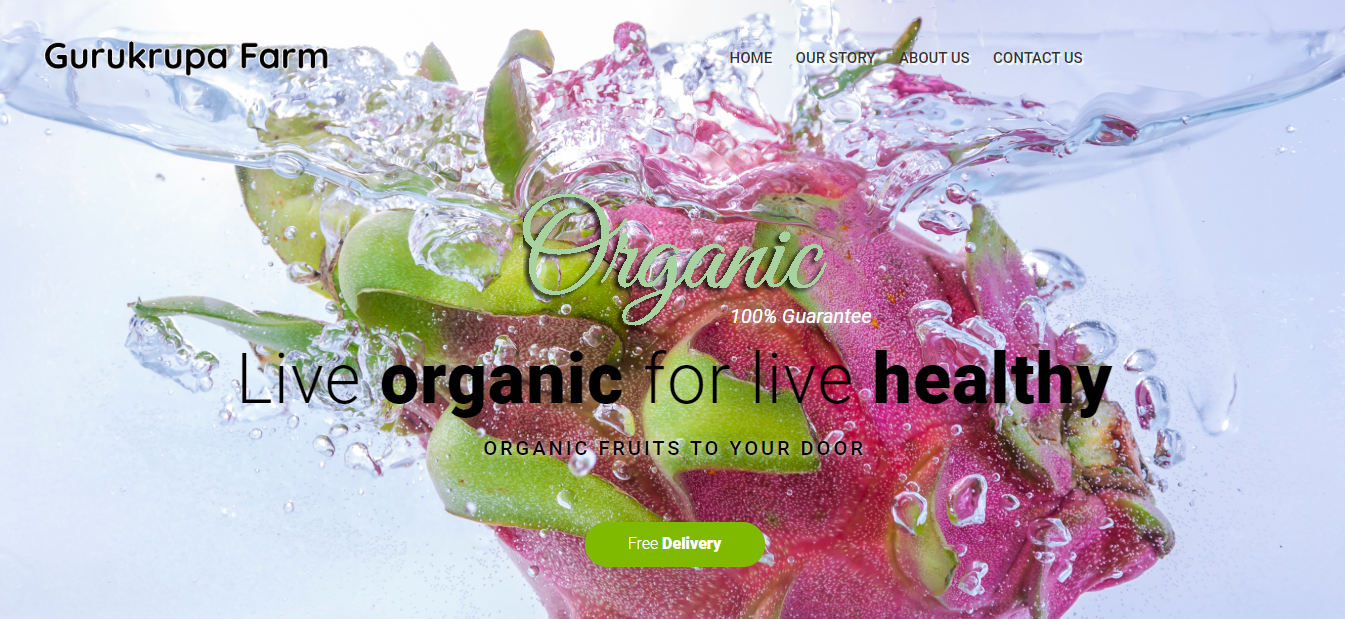 Gurukrupa Farm
HOME OUR STORY ABOUT US CONTACT US
Organic
100% Guarantee
Live organic for live healthy
ORGANIC FRUITS TO YOUR DOOR
Free Delivery